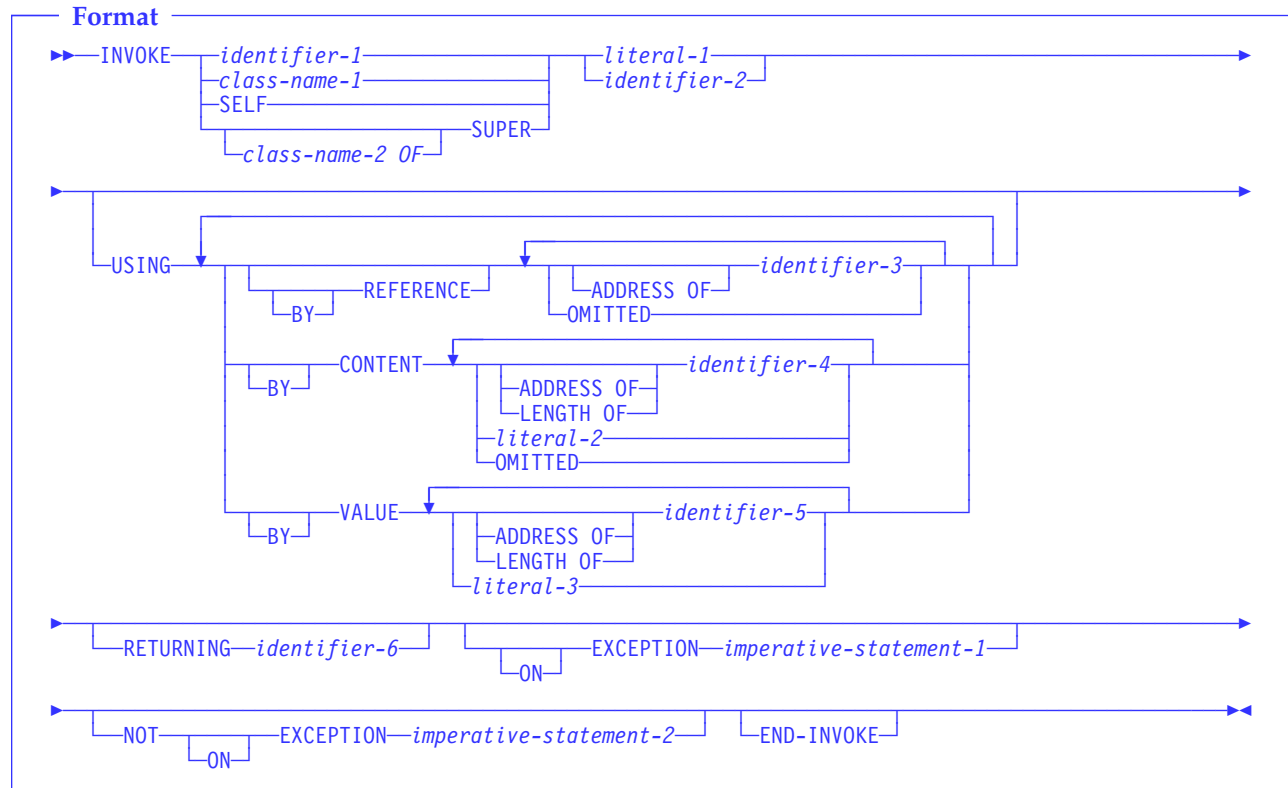 Format
INVOKE identifier-1 literal-1
class-name-1 identifier-2
SELF
SUPER
class-name-2 OF
USING identifier-3
REFERENCE ADDRESS OF
BY OMITTED
CONTENT identifier-4
BY ADDRESS OF
LENGTH OF
literal-2
OMITTED
VALUE identifier-5
BY ADDRESS OF
LENGTH OF
literal-3
RETURNING identifier-6 EXCEPTION imperative-statement-1
ON
NOT EXCEPTION imperative-statement-2 END-INVOKE
ON